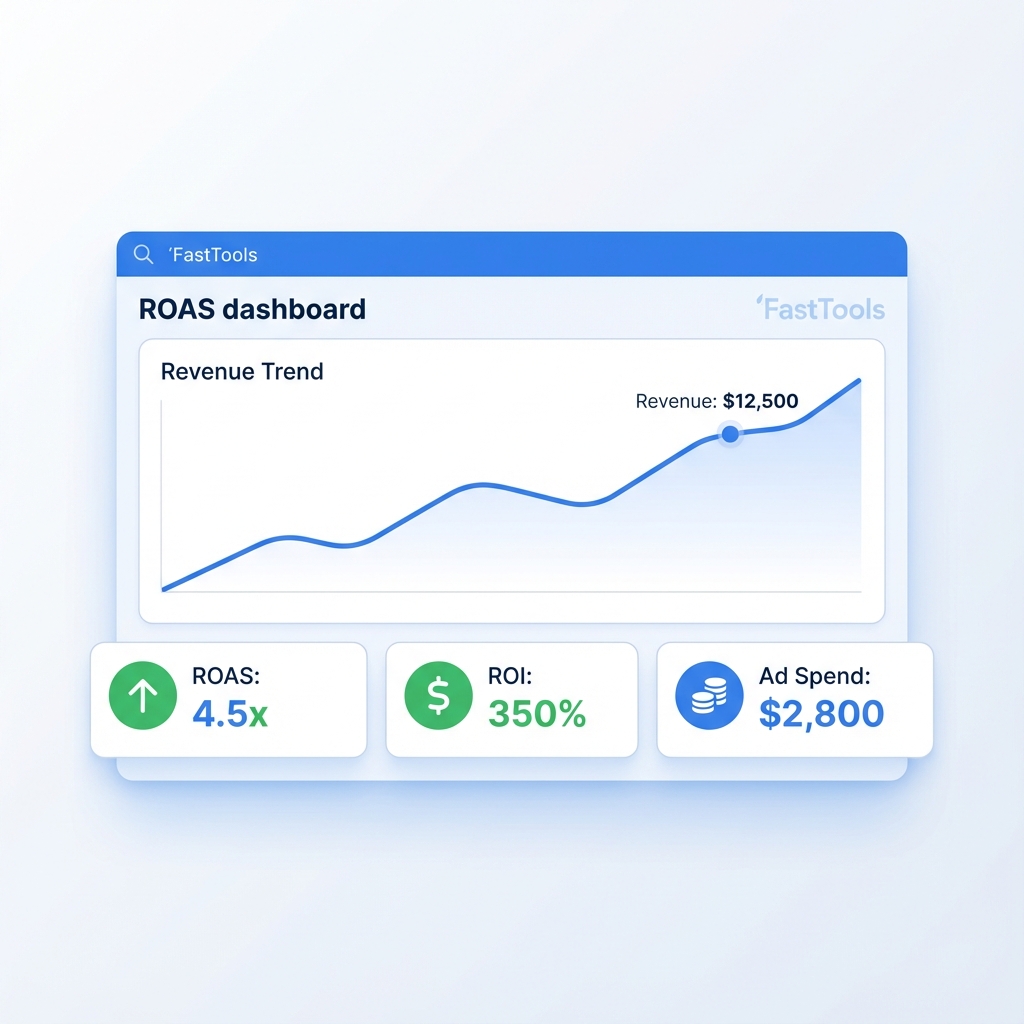 'FastTools
ROAS dashboard
'FastTools
Revenue Trend
Revenue: $12,500
ROAS:
4.5x
ROI:
350%
Ad Spend:
$2,800